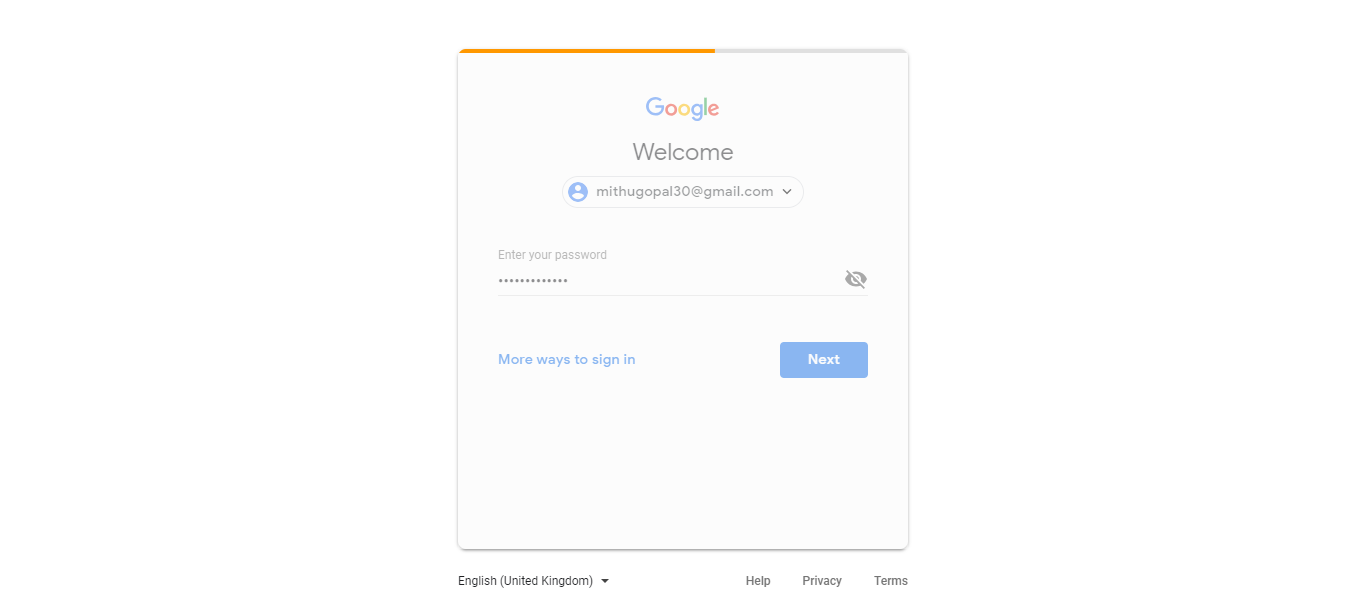 Google
Welcome
mithugopal30@gmail.com
Enter your password
•••••••••••••
More ways to sign in
Next
English (United Kingdom)
Help
Privacy
Terms